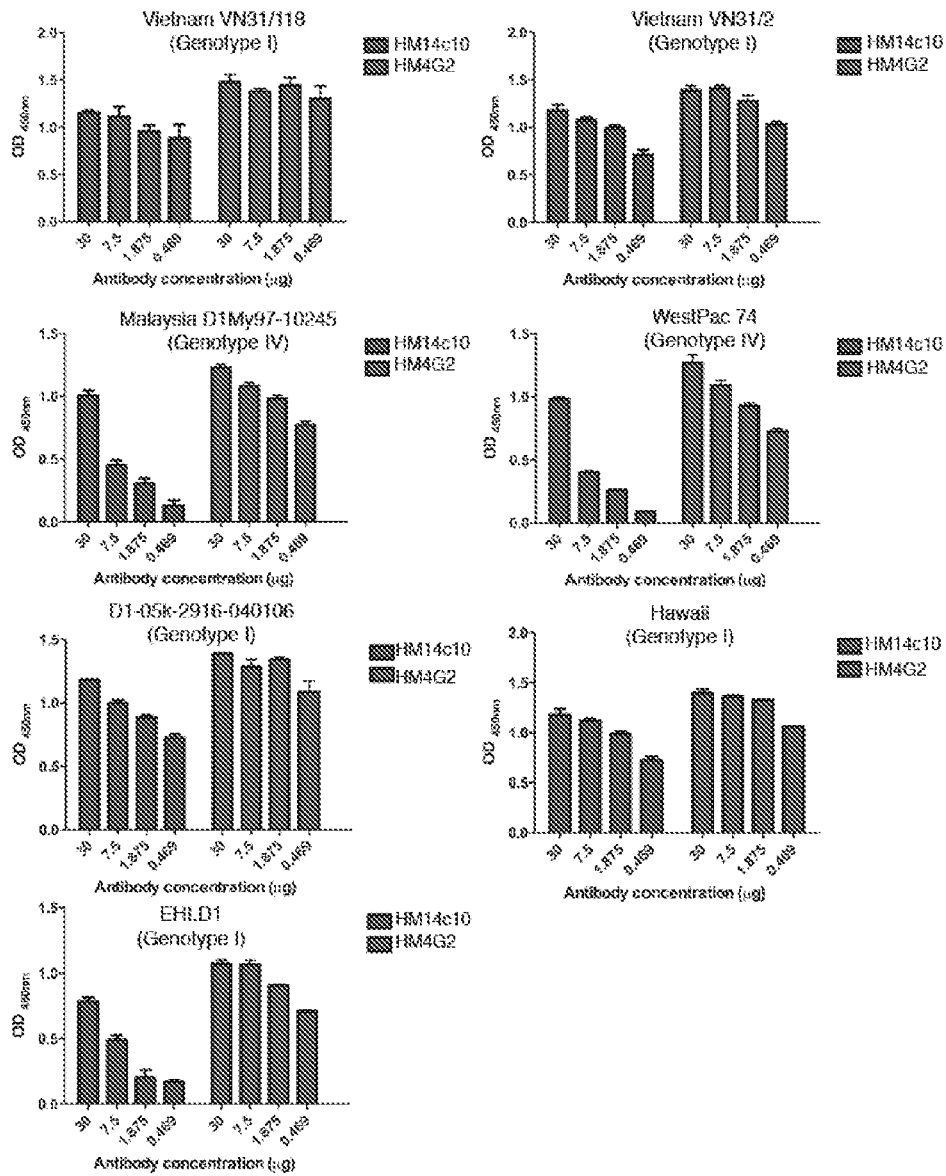 Vietnam VN31/118
(Genotype I)
HM14c10
HM4G2
OD 450nm
2.0
1.5
1.0
0.5
0.0
30
7.5
1.875
0.469
30
7.5
1.875
0.469
Antibody concentration (µg)
Vietnam VN31/2
(Genotype I)
HM14c10
HM4G2
OD 450nm
2.0
1.5
1.0
0.5
0.0
30
7.5
1.875
0.469
30
7.5
1.875
0.469
Antibody concentration (µg)
Malaysia D1My97-10245
(Genotype IV)
HM14c10
HM4G2
OD 450nm
1.5
1.0
0.5
0.0
30
7.5
1.875
0.469
30
7.5
1.875
0.469
Antibody concentration (µg)
WestPac 74
(Genotype IV)
HM14c10
HM4G2
OD 450nm
1.5
1.0
0.5
0.0
30
7.5
1.875
0.469
30
7.5
1.875
0.469
Antibody concentration (µg)
D1-05k-2916-040106
(Genotype I)
HM14c10
HM4G2
OD 450nm
1.5
1.0
0.5
0.0
30
7.5
1.875
0.469
30
7.5
1.875
0.469
Antibody concentration (µg)
Hawaii
(Genotype I)
HM14c10
HM4G2
OD 450nm
2.0
1.5
1.0
0.5
0.0
30
7.5
1.875
0.469
30
7.5
1.875
0.469
Antibody concentration (µg)
EHI.D1
(Genotype I)
HM14c10
HM4G2
OD 450nm
1.5
1.0
0.5
0.0
30
7.5
1.875
0.469
30
7.5
1.875
0.469
Antibody concentration (µg)